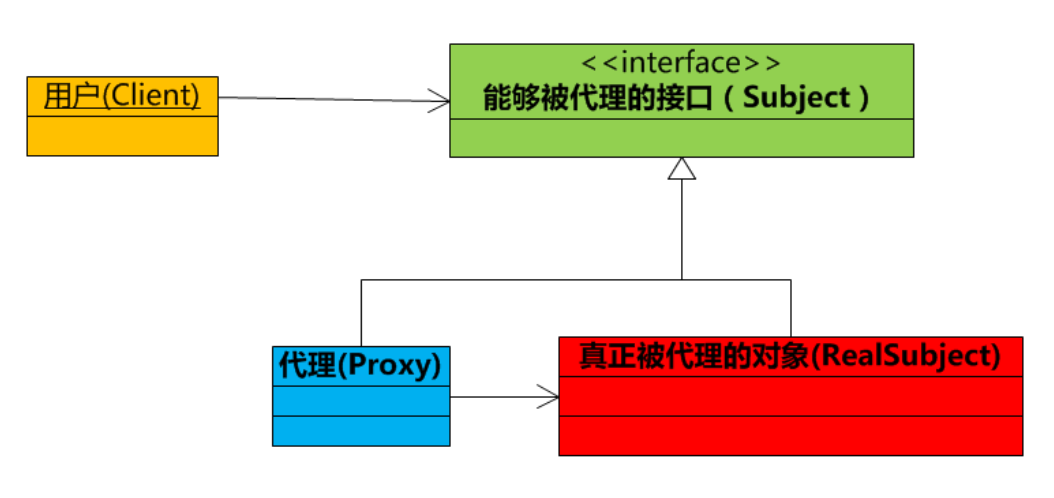 用户(Client)
<<interface>>
能够被代理的接口（Subject）
代理(Proxy)
真正被代理的对象(RealSubject)